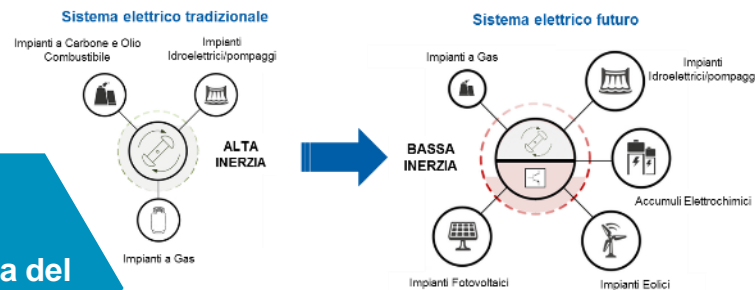 Sistema elettrico tradizionale
Impianti a Carbone e Olio
Combustibile
Impianti
Idroelettrici/pompaggi
ALTA
INERZIA
Impianti a Gas
Sistema elettrico futuro
Impianti a Gas
Impianti
Idroelettrici/pompagg
BASSA
INERZIA
Accumuli Elettrochimici
Impianti Fotovoltaici
Impianti Eolici
a del